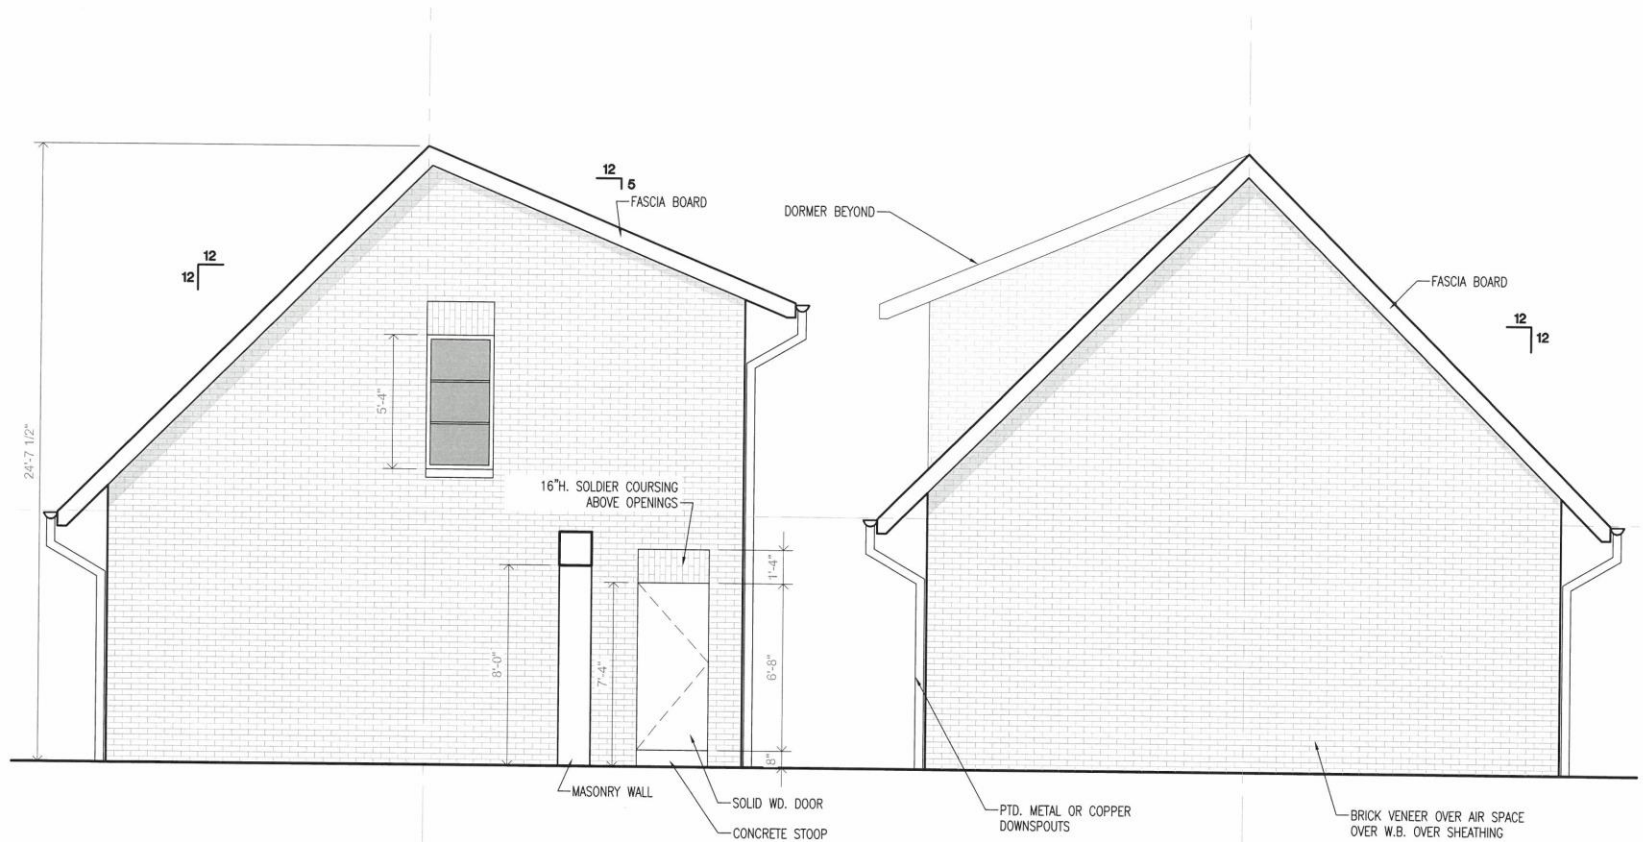 12
5
FASCIA BOARD
12
12
24'-7 1/2"
5'-4"
16"H. SOLDIER COURSING
ABOVE OPENINGS
8'-0"
7'-4"
1'-4"
6'-8"
8"
MASONRY WALL
SOLID WD. DOOR
CONCRETE STOOP
DORMER BEYOND
FASCIA BOARD
12
12
PTD. METAL OR COPPER
DOWNSPOUTS
BRICK VENEER OVER AIR SPACE
OVER W.B. OVER SHEATHING